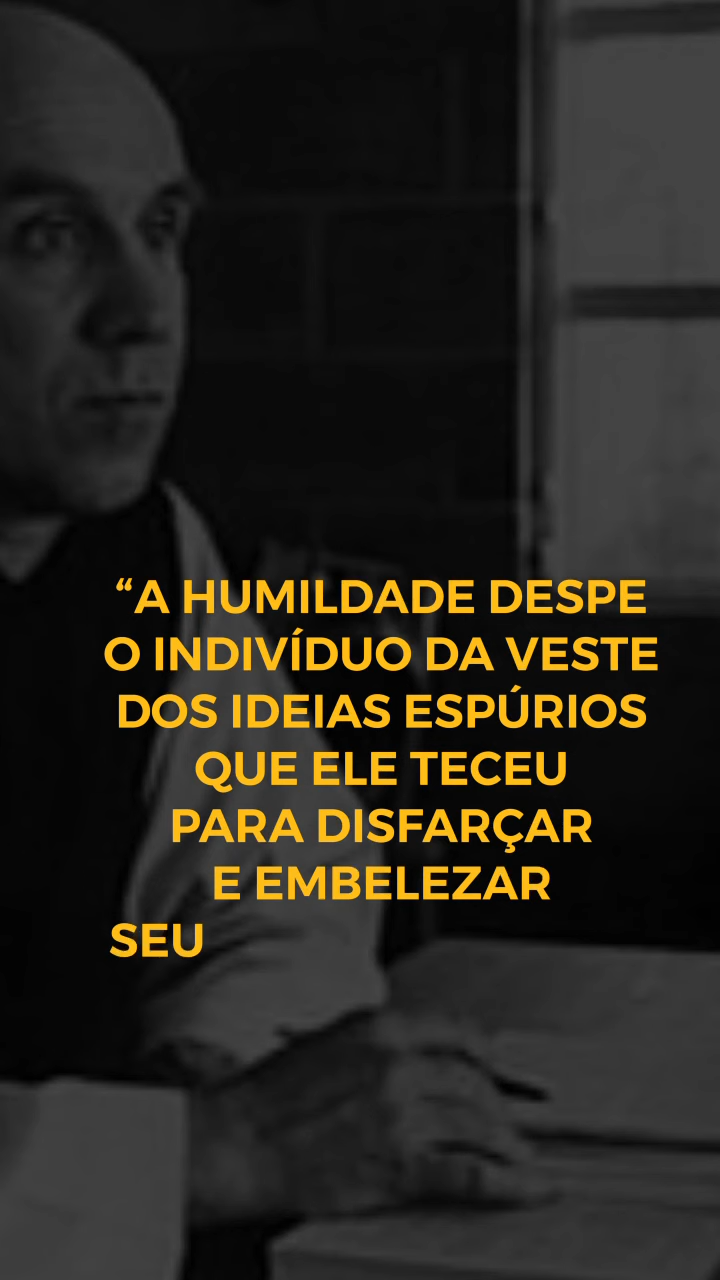 “A HUMILDADE DESPE
O INDIVÍDUO DA VESTE
DOS IDEIAS ESPÚRIOS
QUE ELE TECEU
PARA DISFARÇAR
E EMBELEZAR
SEU